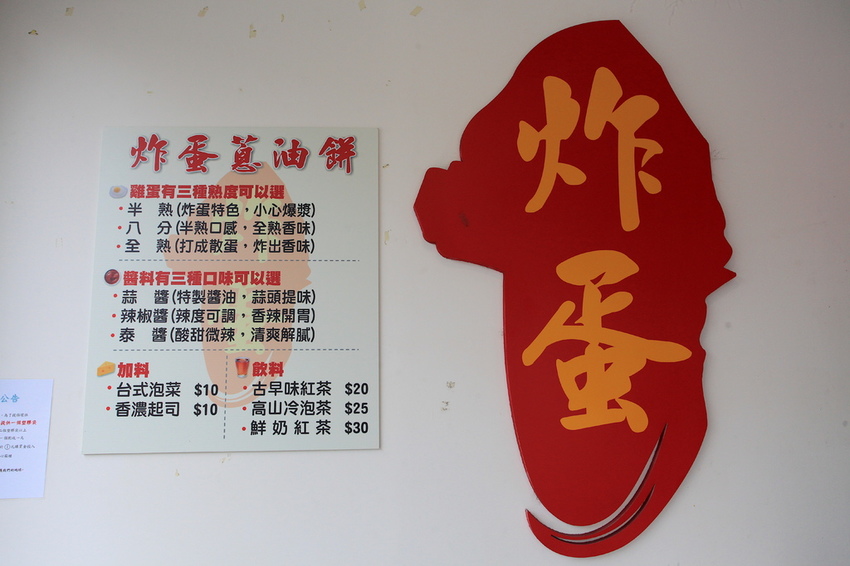 炸蛋蔥油餅
雞蛋有三種熟度可以選
・半 熟(炸蛋特色，小心爆漿)
・八 分(半熟口感，全熟香味)
・全 熟(打成散蛋，炸出香味)
醬料有三種口味可以選
・蒜 醬(特製醬油，蒜頭提味)
・辣椒醬(辣度可調，香辣開胃)
・泰 醬(酸甜微辣，清爽解膩)
加料
・台式泡菜 $10
・香濃起司 $10
飲料
・古早味紅茶 $20
・高山冷泡茶 $25
・鮮奶紅茶 $30
炸蛋
公告